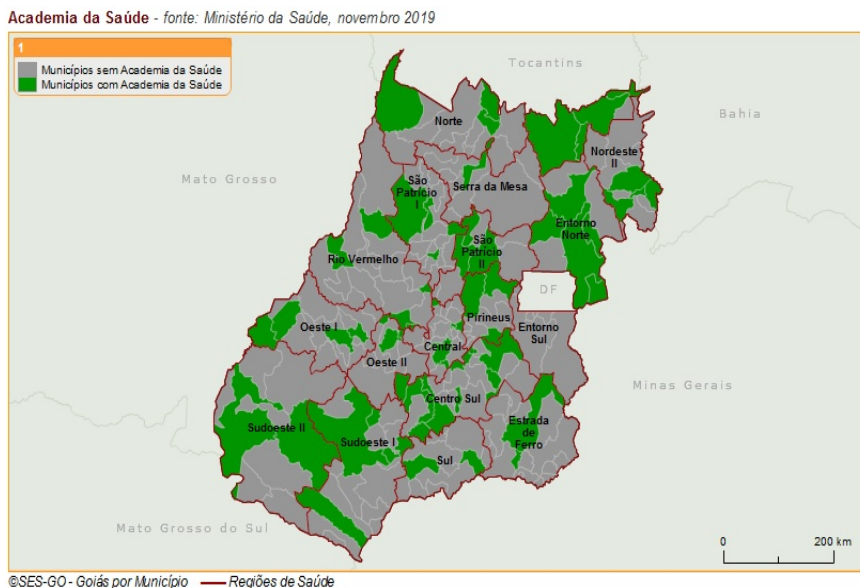 Academia da Saúde - fonte: Ministério da Saúde, novembro 2019
1
Municípios sem Academia da Saúde
Municípios com Academia da Saúde
Tocantins
Bahia
Norte
Nordeste
II
Mato Grosso
São
Patrício
I
Serra da Mesa
Entorno
Norte
São
Patrício
II
Rio Vermelho
DF
Pirineus
Oeste I
Entorno
Sul
Central
Oeste II
Minas Gerais
Centro Sul
Estrada
de
Ferro
Sudoeste II
Sudoeste I
Sul
Mato Grosso do Sul
0 200 km
©SES-GO - Goiás por Município — Regiões de Saúde